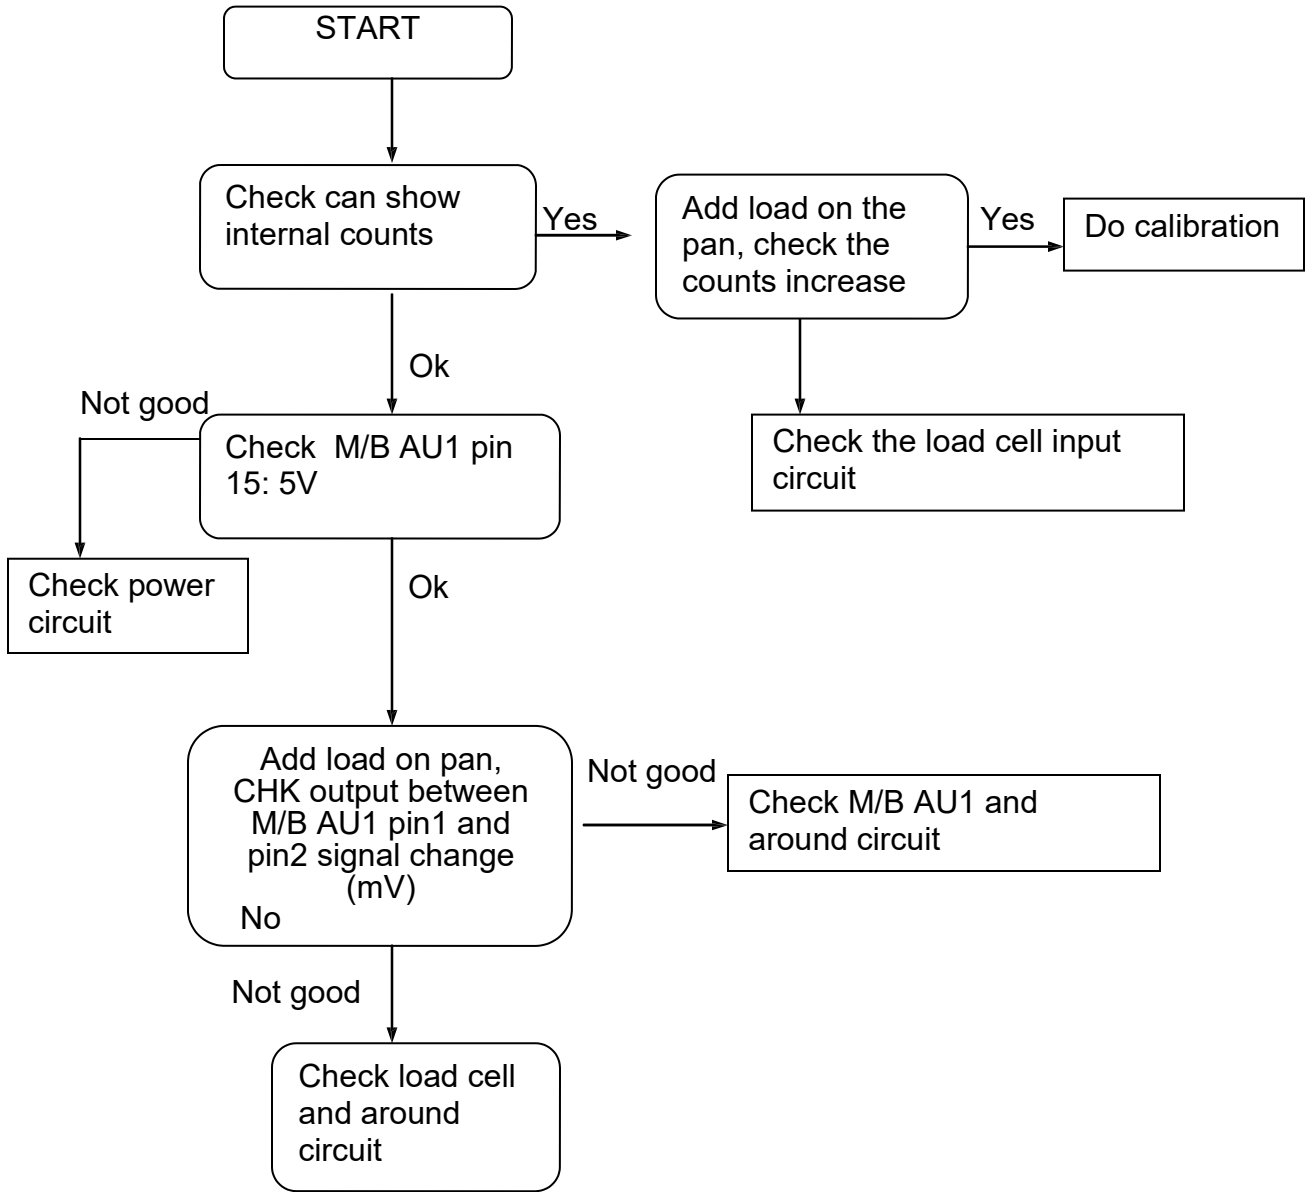 START
Check can show
internal counts
Yes
Add load on the
pan, check the
counts increase
Yes
Do calibration
Ok
Not good
Check M/B AU1 pin
15: 5V
Check the load cell input
circuit
Check power
circuit
Ok
Add load on pan,
CHK output between
M/B AU1 pin1 and
pin2 signal change
(mV)
No
Not good
Check M/B AU1 and
around circuit
Not good
Check load cell
and around
circuit